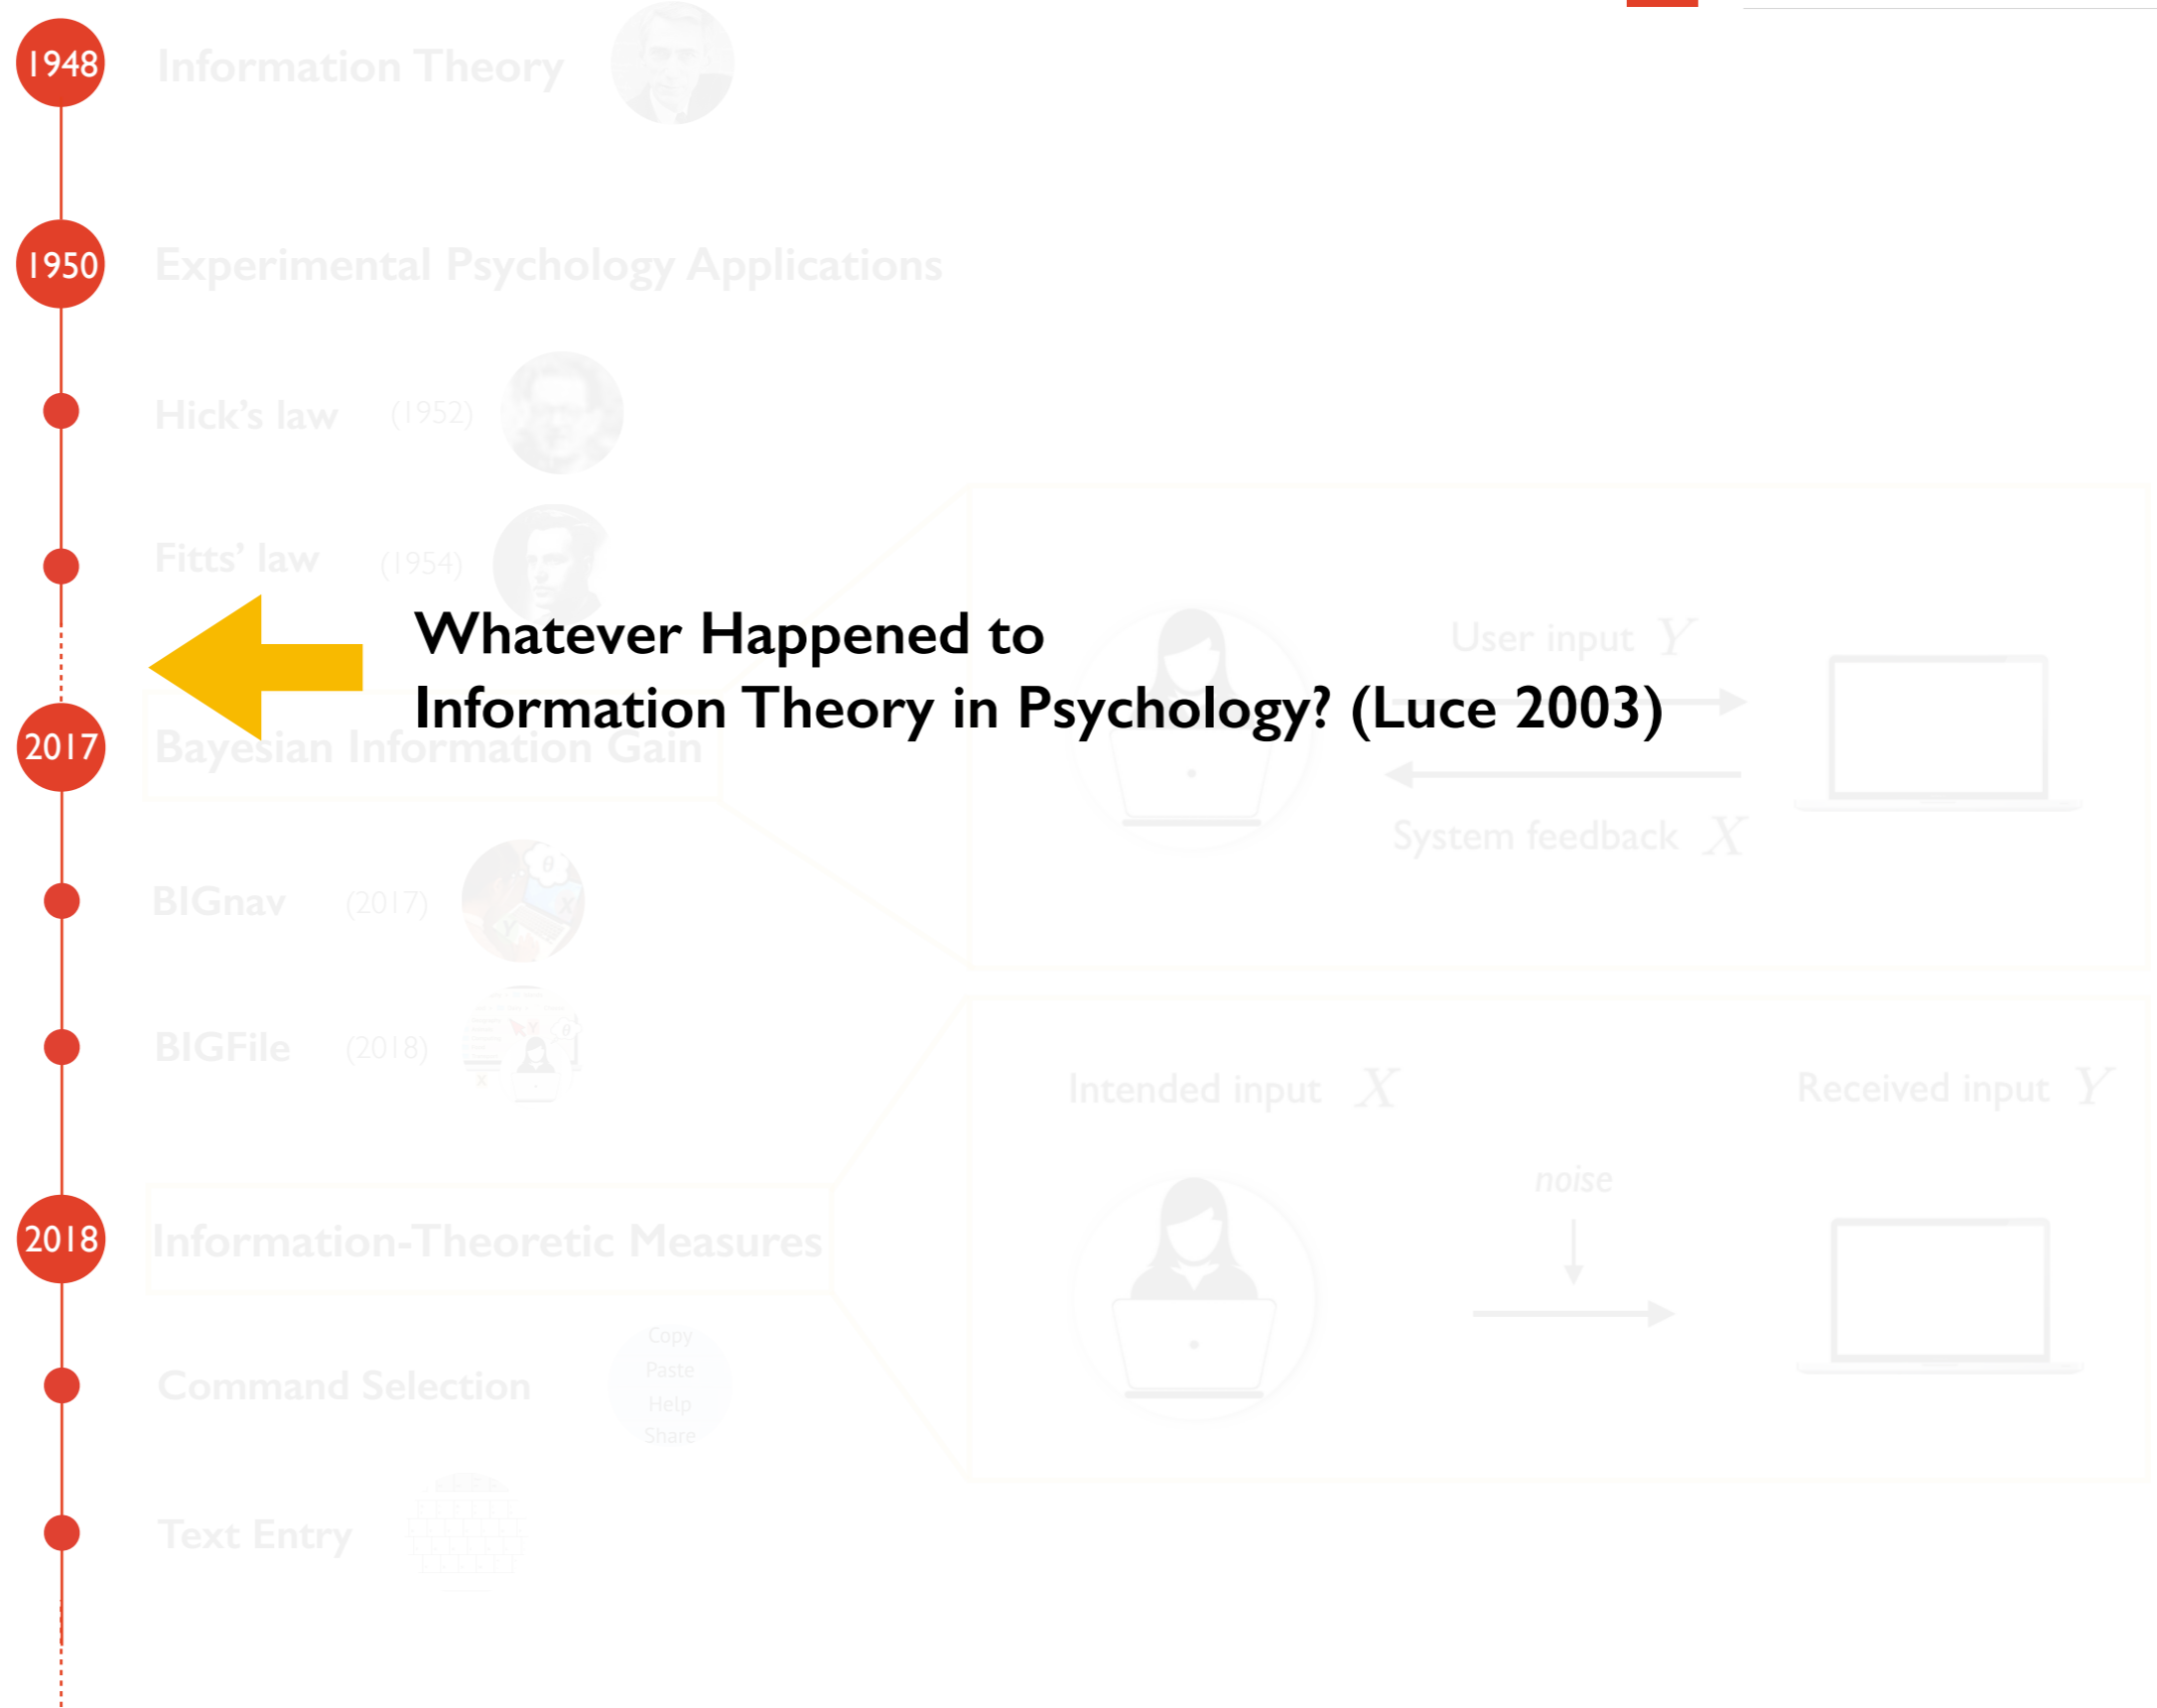 1948
Information Theory
1950
Experimental Psychology Applications
Hick's law (1952)
Fitts' law (1954)
Whatever Happened to
Information Theory in Psychology? (Luce 2003)
2017
Bayesian Information Gain
User input Y
System feedback X
BIGnav (2017)
θ
X
Y
BIGFile (2018)
Y
θ
X
Intended input X
Received input Y
noise
2018
Information-Theoretic Measures
Command Selection
Copy
Paste
Help
Share
Text Entry